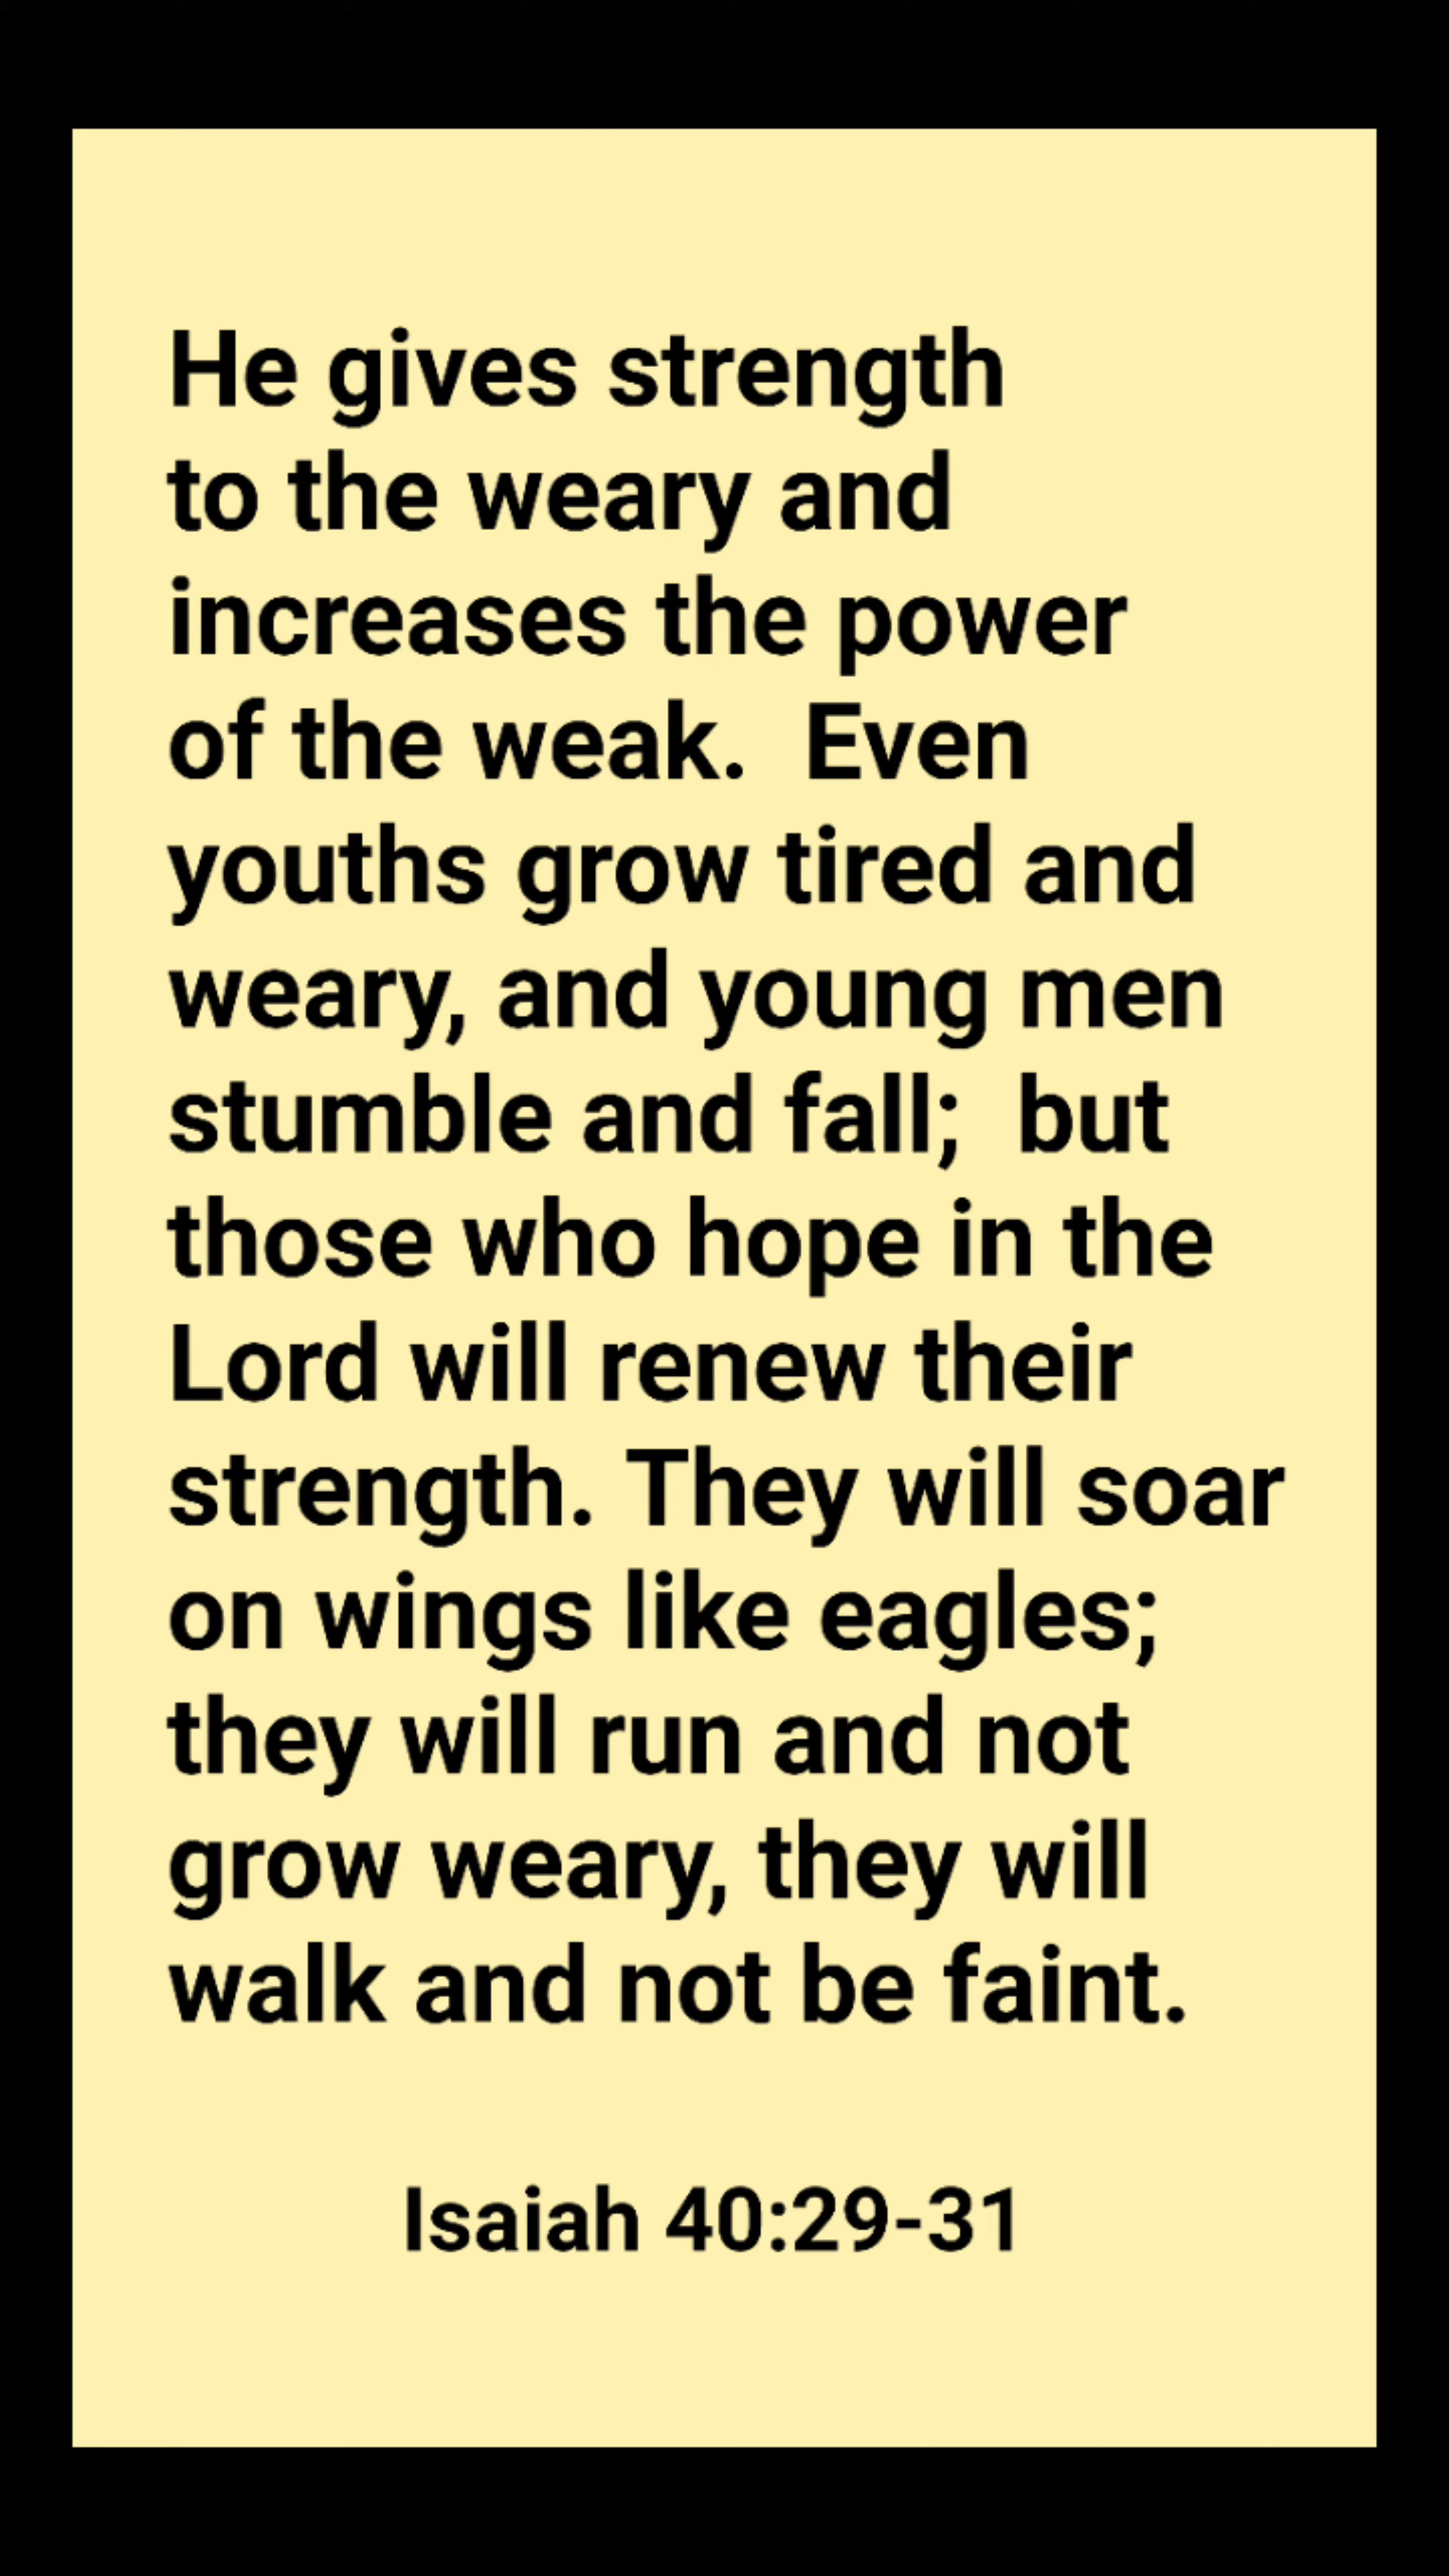 He gives strength
to the weary and
increases the power
of the weak.  Even
youths grow tired and
weary, and young men
stumble and fall;  but
those who hope in the
Lord will renew their
strength. They will soar
on wings like eagles;
they will run and not
grow weary, they will
walk and not be faint.
Isaiah 40:29-31